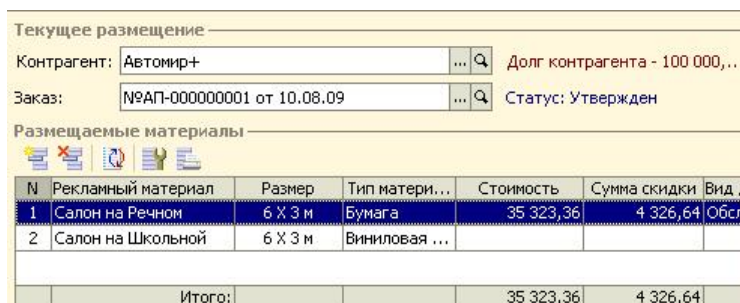 Текущее размещение
Контрагент: Автомир+ ... Долг контрагента - 100 000,..
Заказ: №АП-000000001 от 10.08.09 ... Статус: Утвержден
Размещаемые материалы
N Рекламный материал Размер Тип матери... Стоимость Сумма скидки Вид
1 Салон на Речном 6 X 3 м Бумага 35 323,36 4 326,64 Обсл
2 Салон на Школьной 6 X 3 м Виниловая ...
Итого: 35 323,36 4 326,64